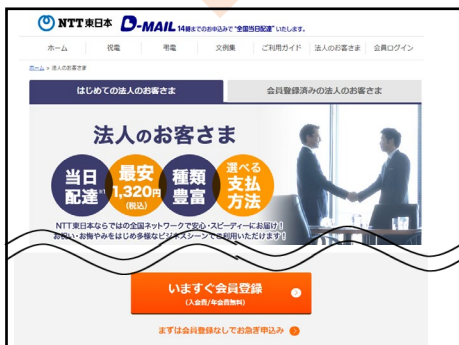 NTT東日本 D-MAIL 14時までのお申込みで"全国当日配達"いたします。
ホーム 祝電 弔電 文例集 ご利用ガイド 法人のお客さま 会員ログイン
ホーム > 法人のお客さま
はじめての法人のお客さま 会員登録済みの法人のお客さま
法人のお客さま
当日配達※1
最安1,320円(税込)
種類豊富
選べる支払方法
NTT東日本ならではの全国ネットワークで安心・スピーディーにお届け!
お祝い・お悔やみをはじめ多様なビジネスシーンでご利用いただけます!
いますぐ会員登録
(入会費/年会費無料)
まずは会員登録なしでお急ぎ申込み